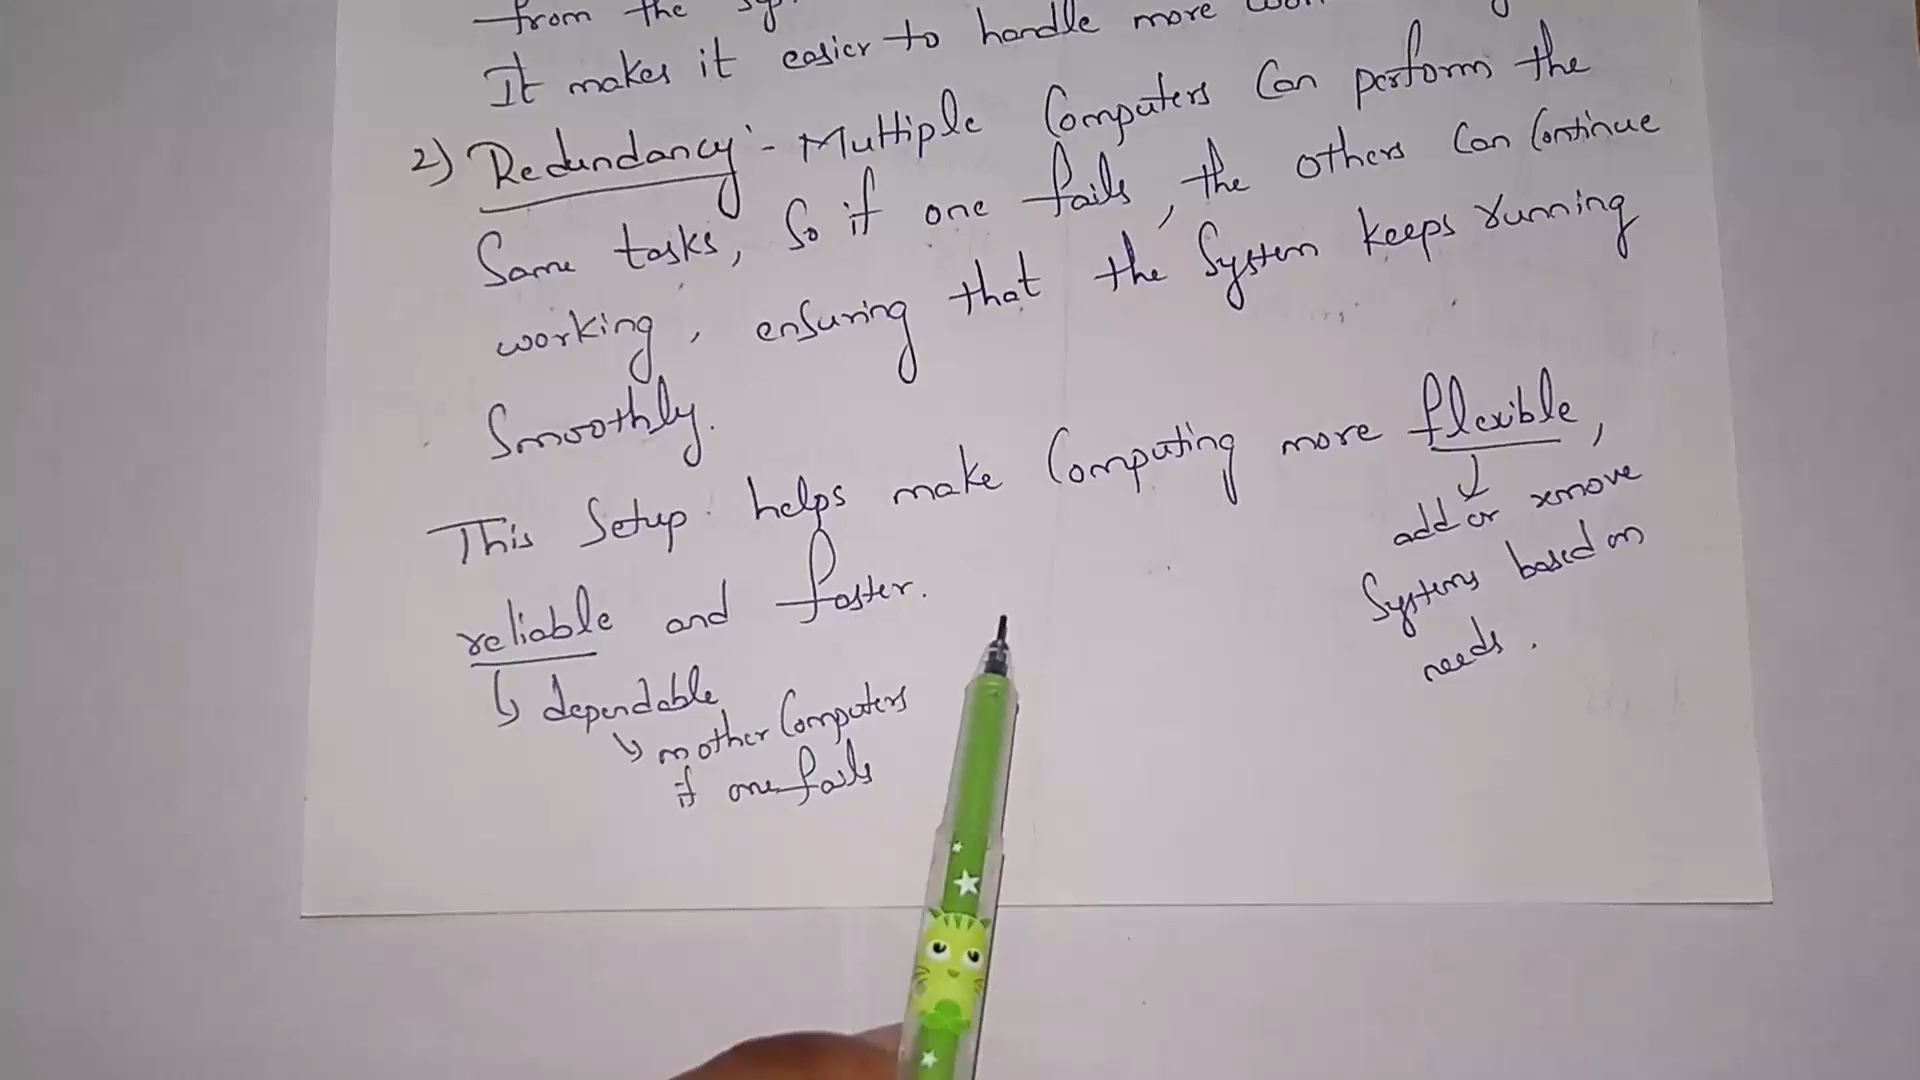 from the
It makes it easier to handle more
2) Redundancy :- Multiple Computers Can perform the
Same tasks, So if one fails, the others Can Continue
working, ensuring that the System keeps running
Smoothly.
This Setup helps make Computing more flexible,
reliable and faster.
↳ dependable
↳ other Computers
if one fails
↓
add or remove
Systems based on
needs.